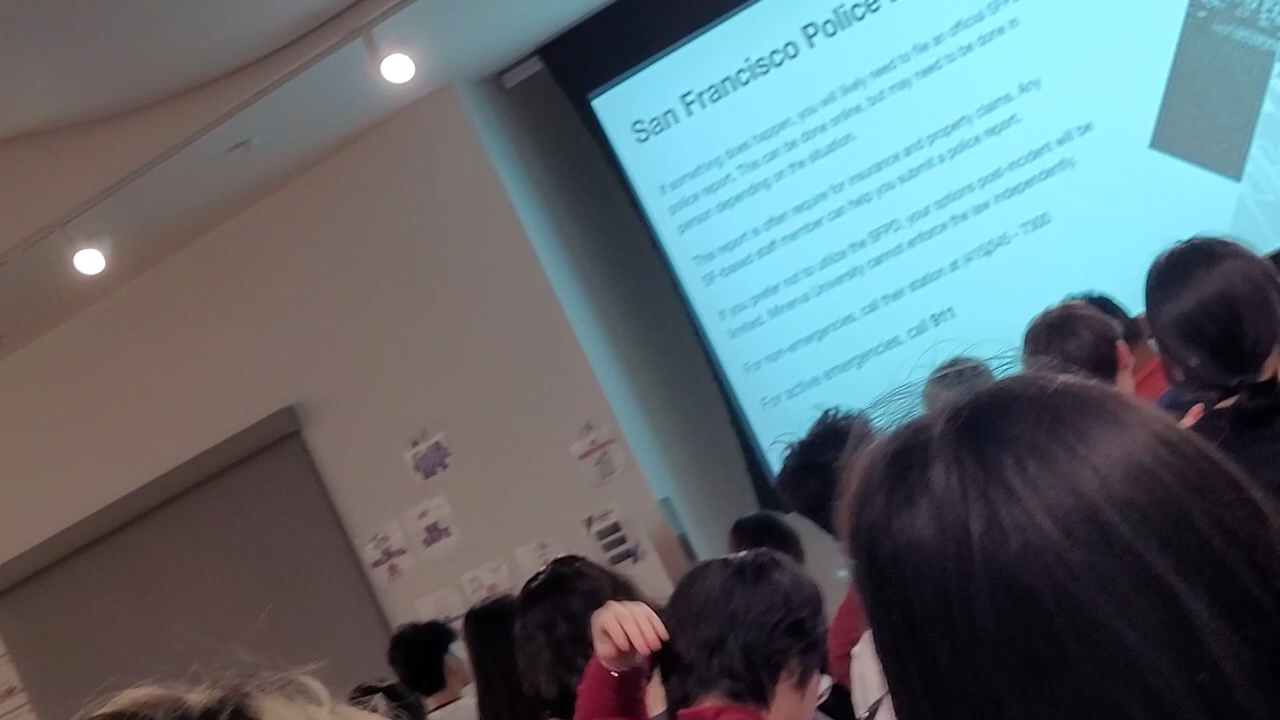 San Francisco Police
If something does happen, you will likely need to file an official SFPD
police report. This can be done online, but may need to be done in
person depending on the situation.
This report is often require for insurance and property claims. Any
SF-based staff member can help you submit a police report.
If you prefer not to utilize the SFPD, your options post-incident will be
limited. Minerva University cannot enforce the law independently.
For non-emergencies, call their station at (415)345 - 7300
For active emergencies, call 911